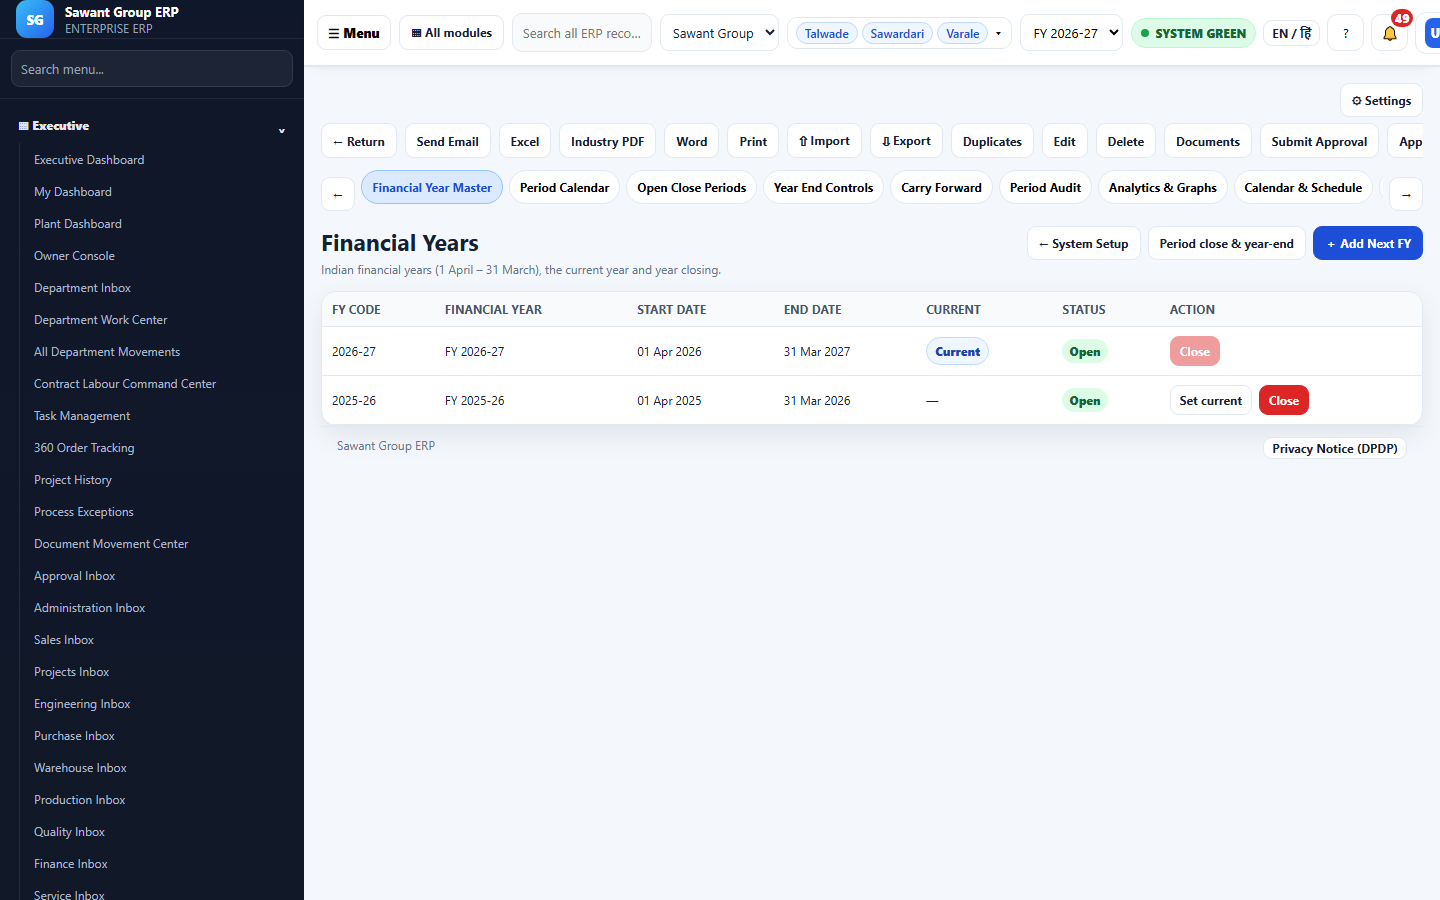 SG
Sawant Group ERP
ENTERPRISE ERP
Search menu...
Executive
Executive Dashboard
My Dashboard
Plant Dashboard
Owner Console
Department Inbox
Department Work Center
All Department Movements
Contract Labour Command Center
Task Management
360 Order Tracking
Project History
Process Exceptions
Document Movement Center
Approval Inbox
Administration Inbox
Sales Inbox
Projects Inbox
Engineering Inbox
Purchase Inbox
Warehouse Inbox
Production Inbox
Quality Inbox
Finance Inbox
Service Inbox
☰ Menu
All modules
Search all ERP reco...
Sawant Group
Talwade Sawardari Varale
FY 2026-27
SYSTEM GREEN
EN / हिं
?
49
U
⚙ Settings
← Return
Send Email
Excel
Industry PDF
Word
Print
⇧ Import
⇩ Export
Duplicates
Edit
Delete
Documents
Submit Approval
App
←
Financial Year Master
Period Calendar
Open Close Periods
Year End Controls
Carry Forward
Period Audit
Analytics & Graphs
Calendar & Schedule
→
Financial Years
Indian financial years (1 April – 31 March), the current year and year closing.
← System Setup
Period close & year-end
+ Add Next FY
FY CODE FINANCIAL YEAR START DATE END DATE CURRENT STATUS ACTION
2026-27 FY 2026-27 01 Apr 2026 31 Mar 2027 Current Open Close
2025-26 FY 2025-26 01 Apr 2025 31 Mar 2026 — Open Set current Close
Sawant Group ERP
Privacy Notice (DPDP)